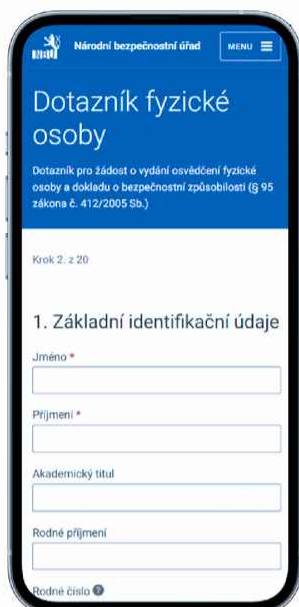 NBÚ
Národní bezpečnostní úřad
MENU
Dotazník fyzické
osoby
Dotazník pro žádost o vydání osvědčení fyzické
osoby a dokladu o bezpečnostní způsobilosti (§ 95
zákona č. 412/2005 Sb.)
Krok 2. z 20
1. Základní identifikační údaje
Jméno *
Příjmení *
Akademický titul
Rodné příjmení
Rodné číslo ?